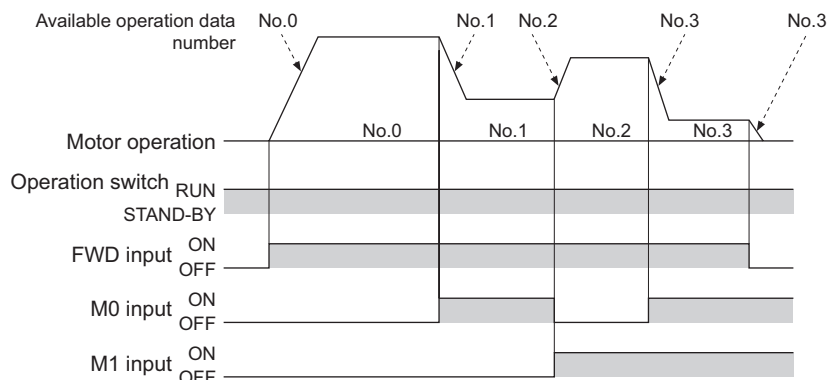 Available operation data number
No.0
No.1
No.2
No.3
No.3
No.0
No.1
No.2
No.3
Motor operation
Operation switch
RUN
STAND-BY
FWD input
ON
OFF
M0 input
ON
OFF
M1 input
ON
OFF